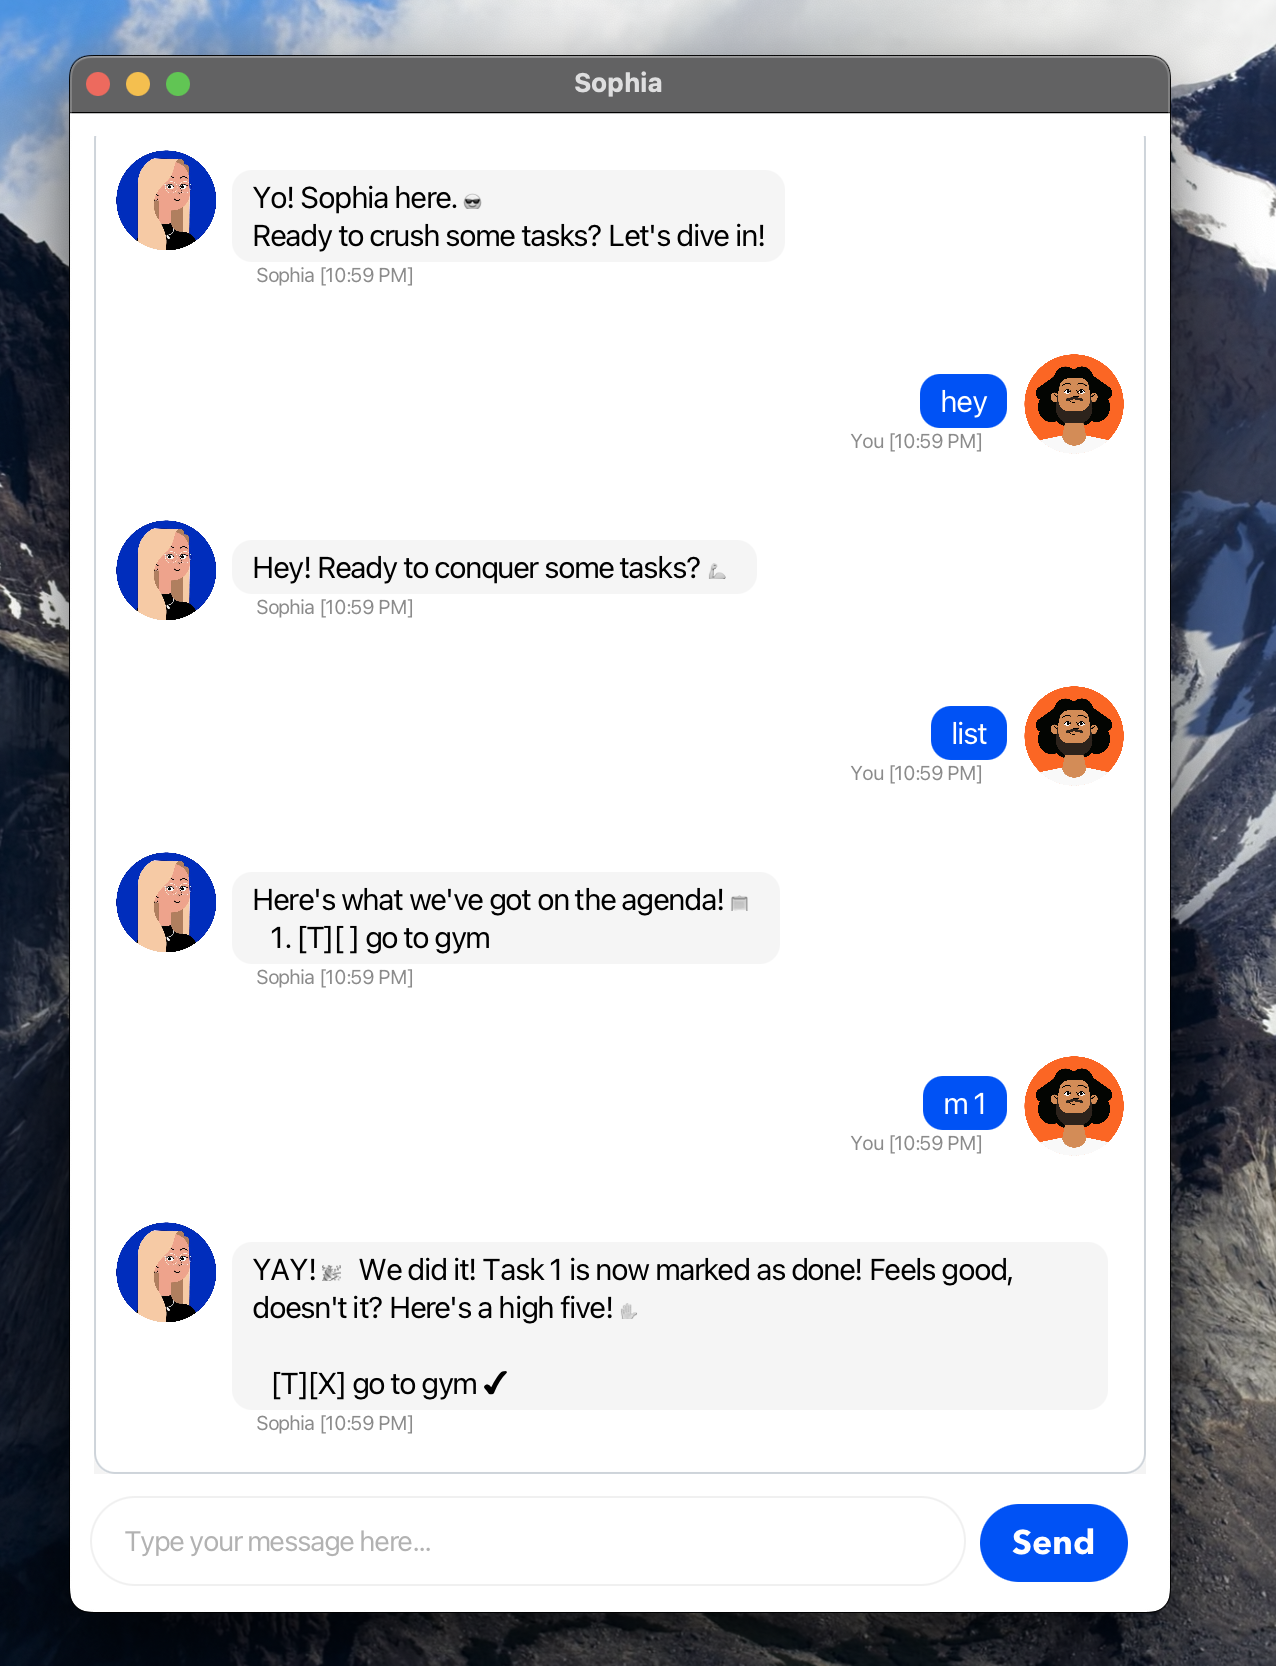 Sophia
Yo! Sophia here. 😎
Ready to crush some tasks? Let's dive in!
Sophia [10:59 PM]
hey
You [10:59 PM]
Hey! Ready to conquer some tasks? 💪
Sophia [10:59 PM]
list
You [10:59 PM]
Here's what we've got on the agenda! 🗓
1. [T][ ] go to gym
Sophia [10:59 PM]
m 1
You [10:59 PM]
YAY! 🎉 We did it! Task 1 is now marked as done! Feels good,
doesn't it? Here's a high five! 🖐
[T][X] go to gym ✔
Sophia [10:59 PM]
Type your message here...
Send